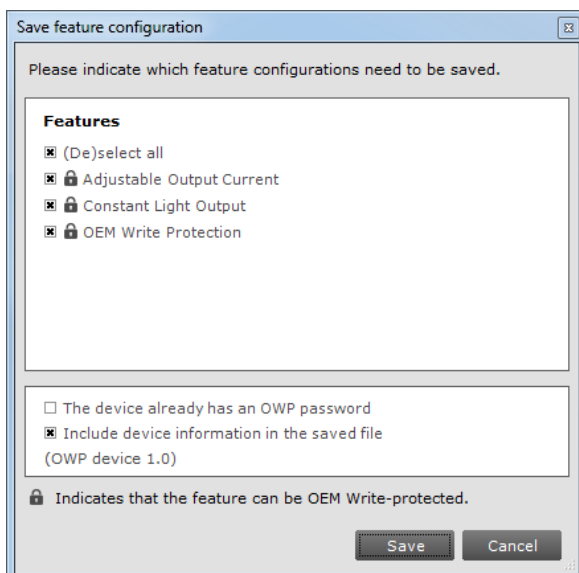 Save feature configuration
Please indicate which feature configurations need to be saved.
Features
(De)select all
Adjustable Output Current
Constant Light Output
OEM Write Protection
The device already has an OWP password
Include device information in the saved file
(OWP device 1.0)
Indicates that the feature can be OEM Write-protected.
Save Cancel